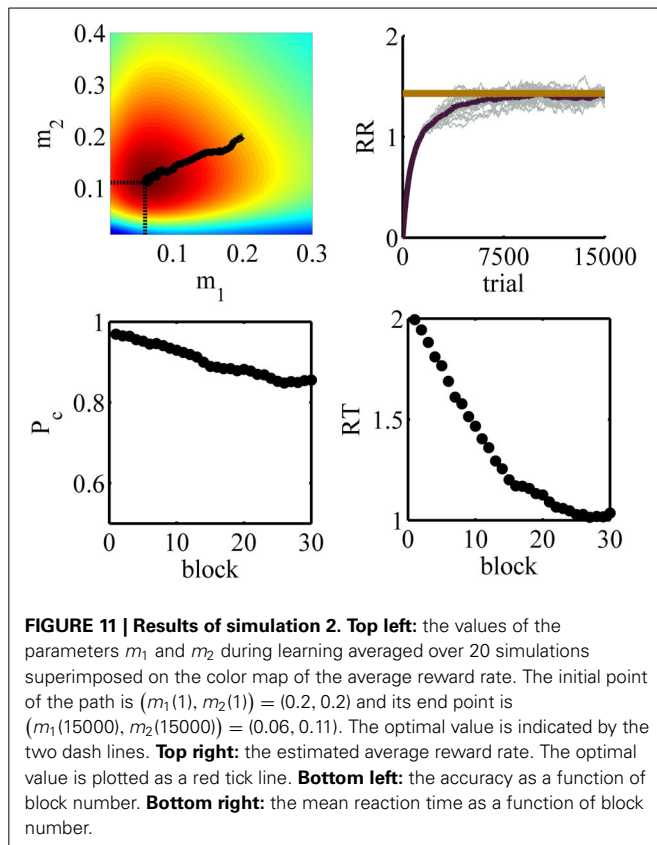 0.4
0.3
0.2
0.1
m₂
0.1
0.2
0.3
m₁
2
1
0
RR
0
7500
15000
trial
1
0.8
0.6
P_c
0
10
20
30
block
2
1.5
1
RT
0
10
20
30
block
FIGURE 11 | Results of simulation 2. Top left: the values of the
parameters m₁ and m₂ during learning averaged over 20 simulations
superimposed on the color map of the average reward rate. The initial point
of the path is (m₁(1), m₂(1)) = (0.2, 0.2) and its end point is
(m₁(15000), m₂(15000)) = (0.06, 0.11). The optimal value is indicated by the
two dash lines. Top right: the estimated average reward rate. The optimal
value is plotted as a red tick line. Bottom left: the accuracy as a function of
block number. Bottom right: the mean reaction time as a function of block
number.